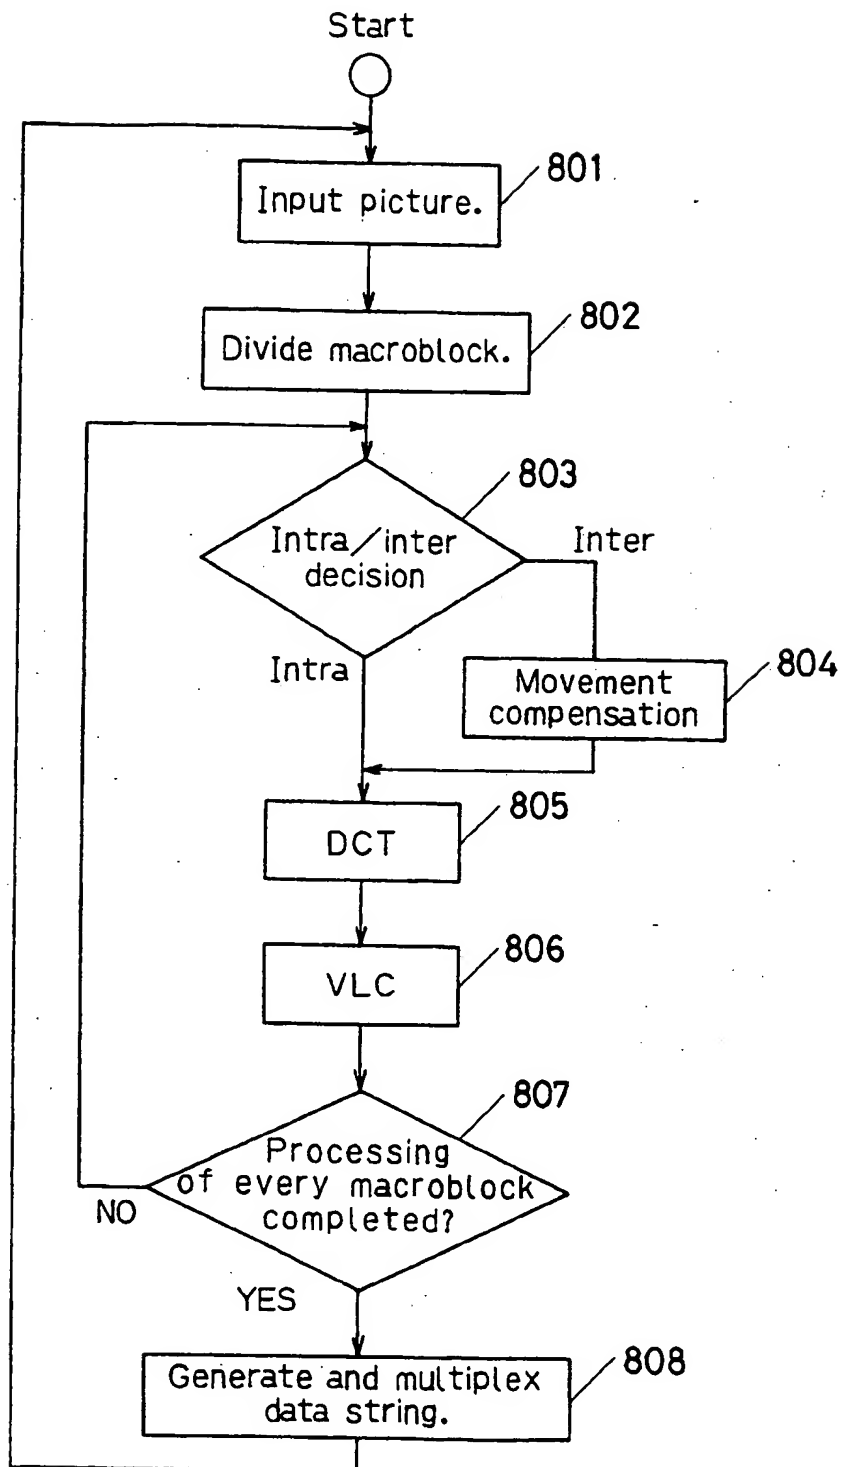 Start
801
Input picture.
802
Divide macroblock.
803
Intra/inter
decision
Inter
Intra
804
Movement
compensation
805
DCT
806
VLC
807
Processing
of every macroblock
completed?
NO
YES
808
Generate and multiplex
data string.